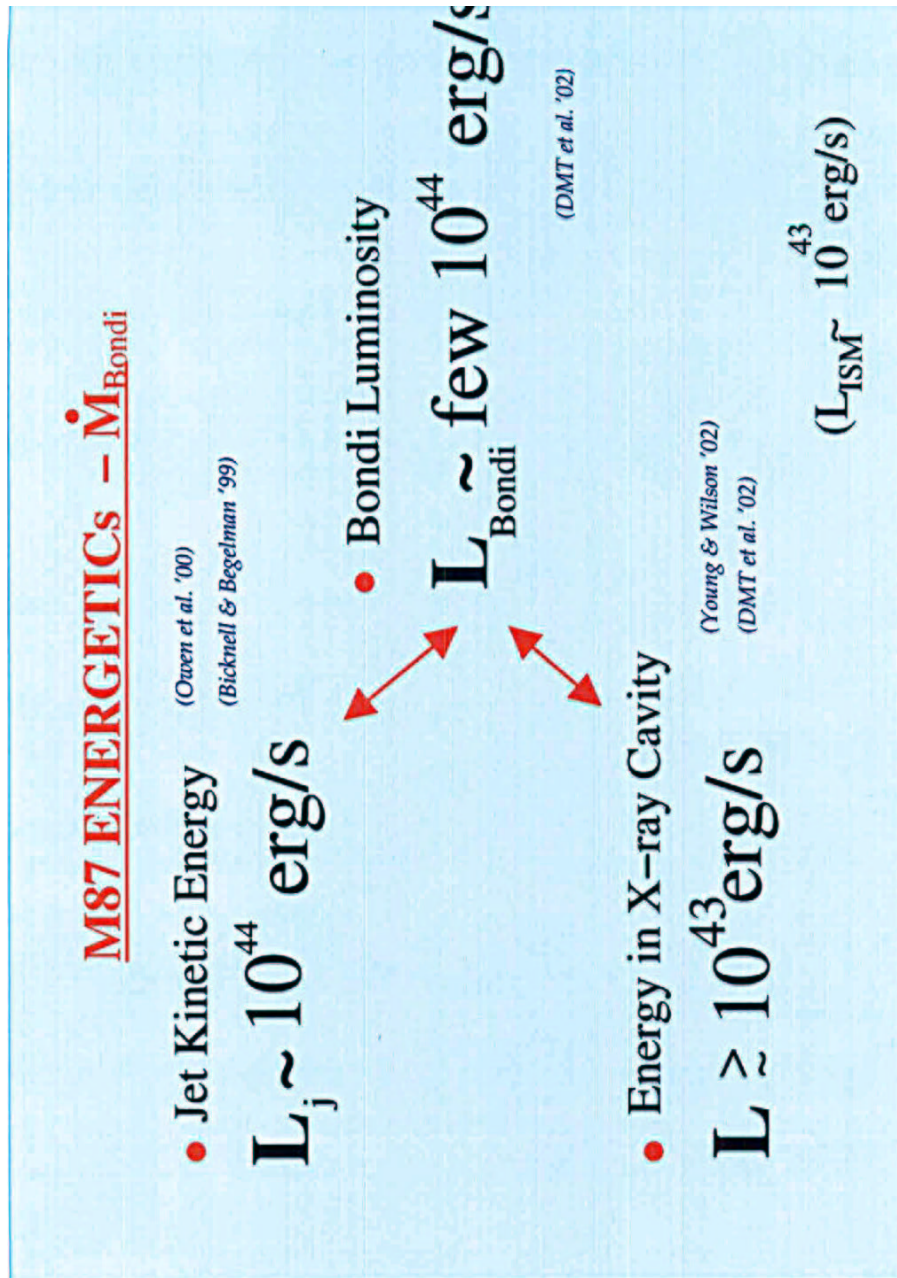 M87 ENERGETICs – Ṁ_Bondi
• Jet Kinetic Energy
(Owen et al. '00)
(Bicknell & Begelman '99)
L_j ~ 10^44 erg/s
• Bondi Luminosity
L_Bondi ~ few 10^44 erg/s
(DMT et al. '02)
• Energy in X–ray Cavity
(Young & Wilson '02)
(DMT et al. '02)
L ≳ 10^43 erg/s
(L_ISM ~ 10^43 erg/s)